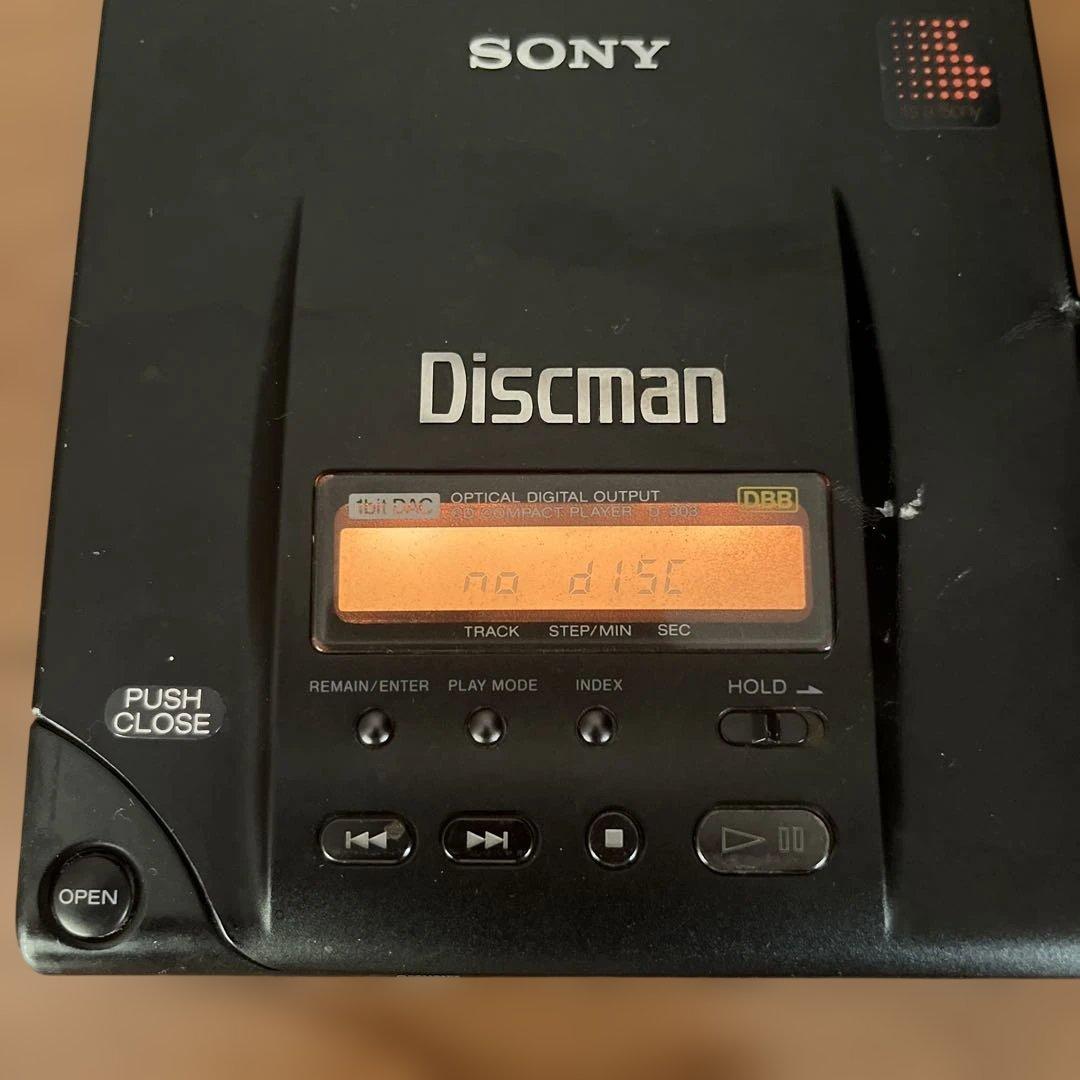 SONY
It's a Sony
Discman
1bit DAC
OPTICAL DIGITAL OUTPUT
DBB
CD COMPACT PLAYER D-303
no dISC
TRACK STEP/MIN SEC
REMAIN/ENTER PLAY MODE INDEX HOLD
PUSH
CLOSE
OPEN